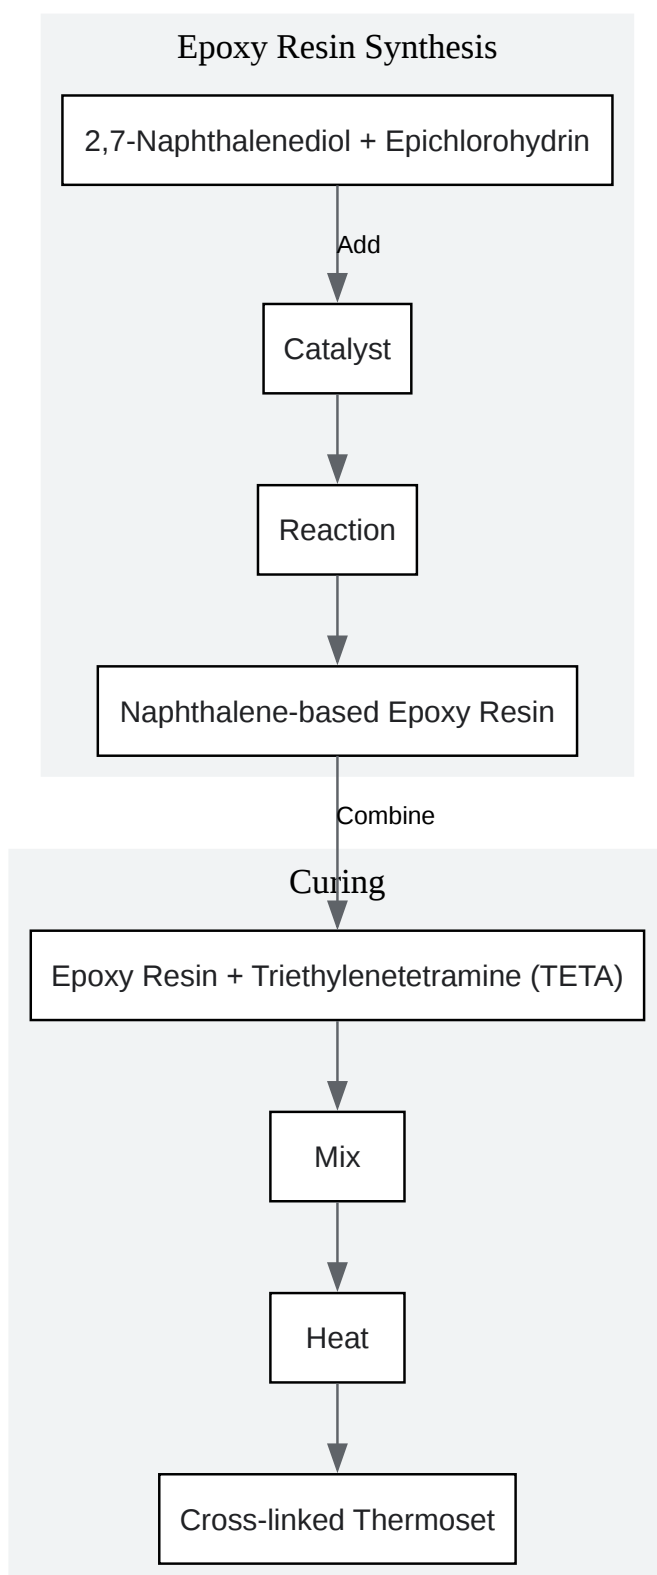 Epoxy Resin Synthesis
2,7-Naphthalenediol + Epichlorohydrin
Add
Catalyst
Reaction
Naphthalene-based Epoxy Resin
Combine
Curing
Epoxy Resin + Triethylenetetramine (TETA)
Mix
Heat
Cross-linked Thermoset